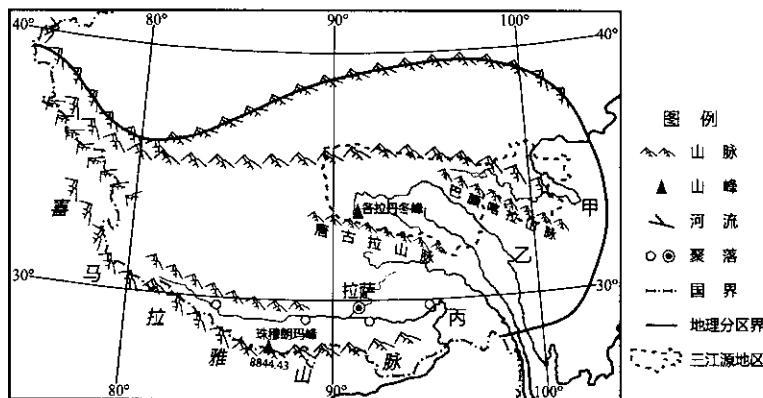 40°
80°
90°
100°
40°
图 例
山 脉
山 峰
河 流
聚 落
国 界
地理分区界
三江源地区
巴颜喀拉山脉
甲
各拉丹冬峰
唐古拉山脉
乙
30°
拉萨
30°
丙
喜马拉雅山脉
珠穆朗玛峰
8844.43
80°
90°
100°